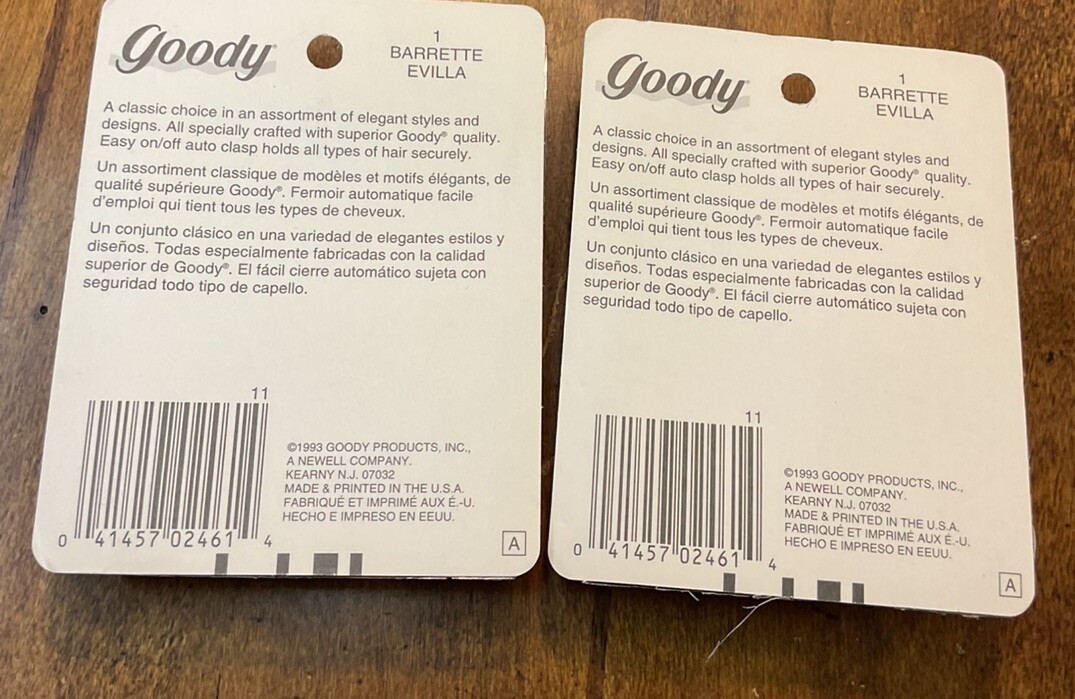 Goody
1
BARRETTE
EVILLA
A classic choice in an assortment of elegant styles and
designs. All specially crafted with superior Goody® quality.
Easy on/off auto clasp holds all types of hair securely.
Un assortiment classique de modèles et motifs élégants, de
qualité supérieure Goody®. Fermoir automatique facile
d'emploi qui tient tous les types de cheveux.
Un conjunto clásico en una variedad de elegantes estilos y
diseños. Todas especialmente fabricadas con la calidad
superior de Goody®. El fácil cierre automático sujeta con
seguridad todo tipo de capello.
11
0 41457 02461 4
©1993 GOODY PRODUCTS, INC.,
A NEWELL COMPANY.
KEARNY N.J. 07032
MADE & PRINTED IN THE U.S.A.
FABRIQUÉ ET IMPRIMÉ AUX É.-U.
HECHO E IMPRESO EN EEUU.
A
Goody
1
BARRETTE
EVILLA
A classic choice in an assortment of elegant styles and
designs. All specially crafted with superior Goody® quality.
Easy on/off auto clasp holds all types of hair securely.
Un assortiment classique de modèles et motifs élégants, de
qualité supérieure Goody®. Fermoir automatique facile
d'emploi qui tient tous les types de cheveux.
Un conjunto clásico en una variedad de elegantes estilos y
diseños. Todas especialmente fabricadas con la calidad
superior de Goody®. El fácil cierre automático sujeta con
seguridad todo tipo de capello.
11
0 41457 02461 4
©1993 GOODY PRODUCTS, INC.,
A NEWELL COMPANY.
KEARNY N.J. 07032
MADE & PRINTED IN THE U.S.A.
FABRIQUÉ ET IMPRIMÉ AUX É.-U.
HECHO E IMPRESO EN EEUU.
A